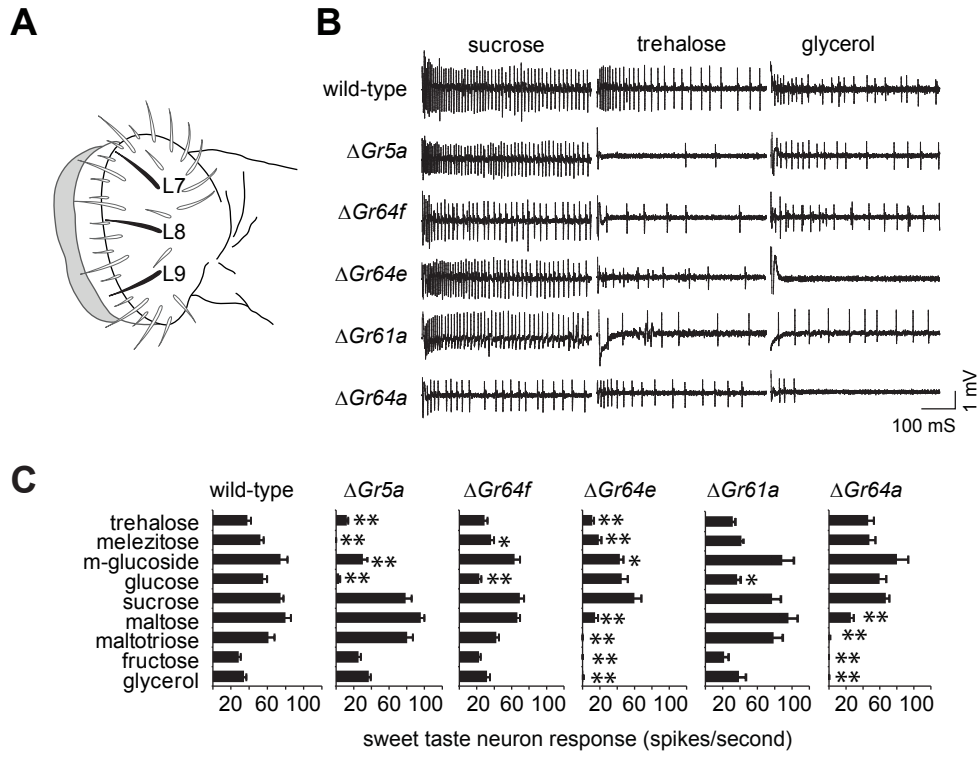 A
L7
L8
L9
B
sucrose trehalose glycerol
wild-type
ΔGr5a
ΔGr64f
ΔGr64e
ΔGr61a
ΔGr64a
1 mV
100 mS
C
wild-type ΔGr5a ΔGr64f ΔGr64e ΔGr61a ΔGr64a
trehalose ** **
melezitose ** * **
m-glucoside ** *
glucose ** ** *
sucrose
maltose ** **
maltotriose ** **
fructose ** **
glycerol ** **
20 60 100 20 60 100 20 60 100 20 60 100 20 60 100 20 60 100
sweet taste neuron response (spikes/second)